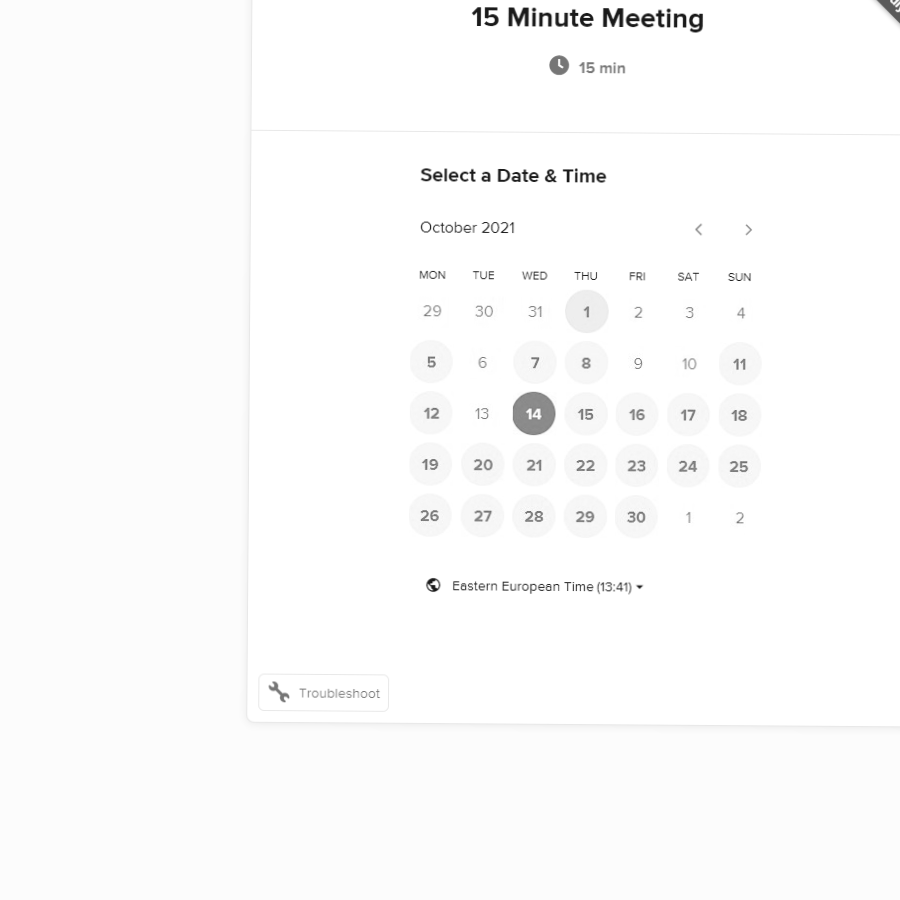 15 Minute Meeting
15 min
Select a Date & Time
October 2021
MON TUE WED THU FRI SAT SUN
29 30 31 1 2 3 4
5 6 7 8 9 10 11
12 13 14 15 16 17 18
19 20 21 22 23 24 25
26 27 28 29 30 1 2
Eastern European Time (13:41)
Troubleshoot